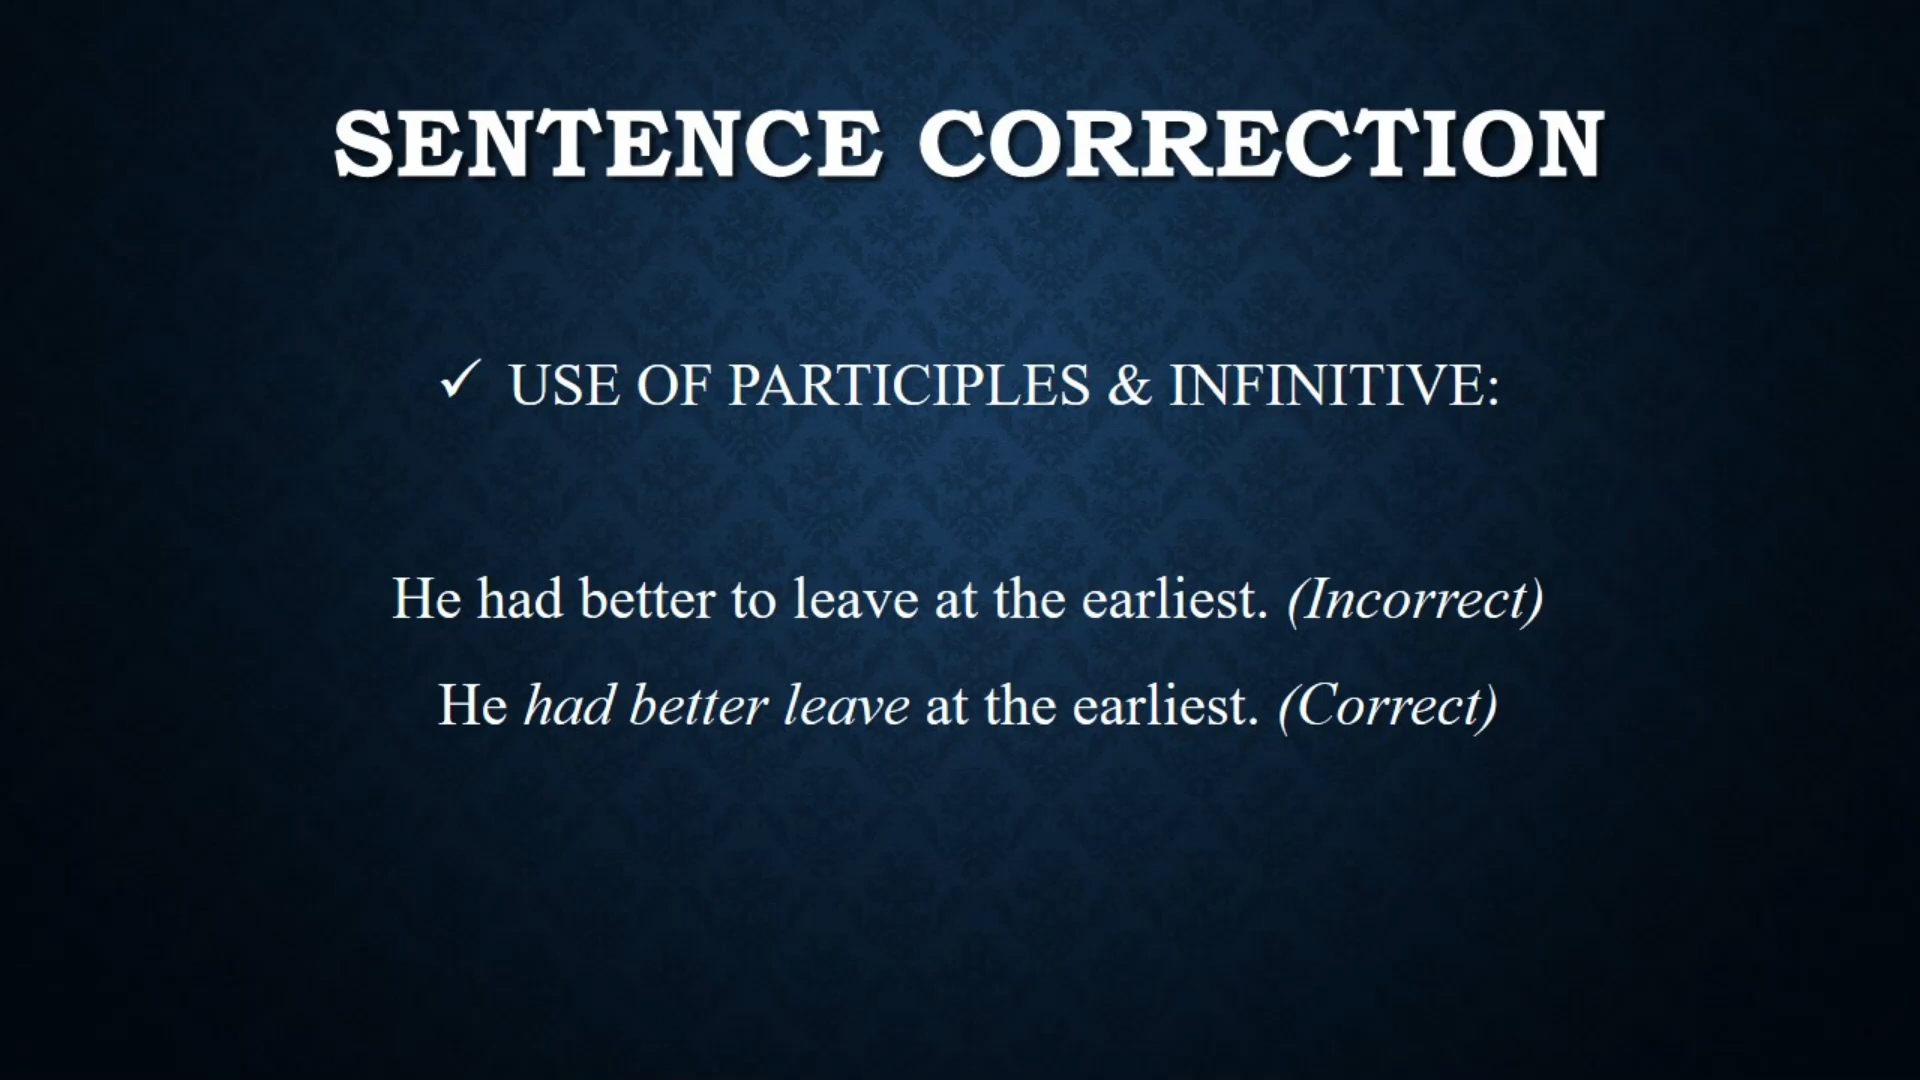 SENTENCE CORRECTION
✓ USE OF PARTICIPLES & INFINITIVE:
He had better to leave at the earliest. (Incorrect)
He had better leave at the earliest. (Correct)